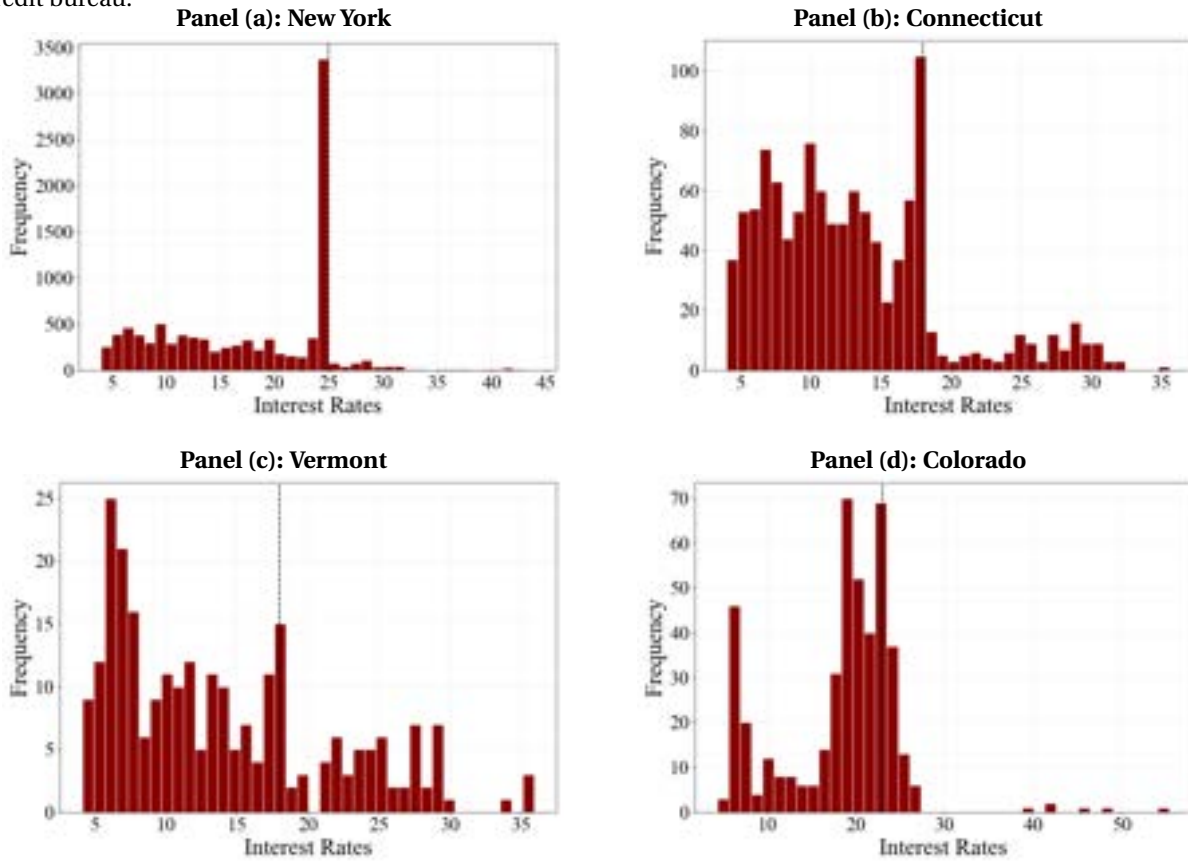 edit bureau.
Panel (a): New York
Panel (b): Connecticut
3500
3000
2500
2000
1500
1000
500
0
Frequency
5 10 15 20 25 30 35 40 45
Interest Rates
100
80
60
40
20
0
Frequency
5 10 15 20 25 30 35
Interest Rates
Panel (c): Vermont
Panel (d): Colorado
25
20
15
10
5
0
Frequency
5 10 15 20 25 30 35
Interest Rates
70
60
50
40
30
20
10
0
Frequency
10 20 30 40 50
Interest Rates